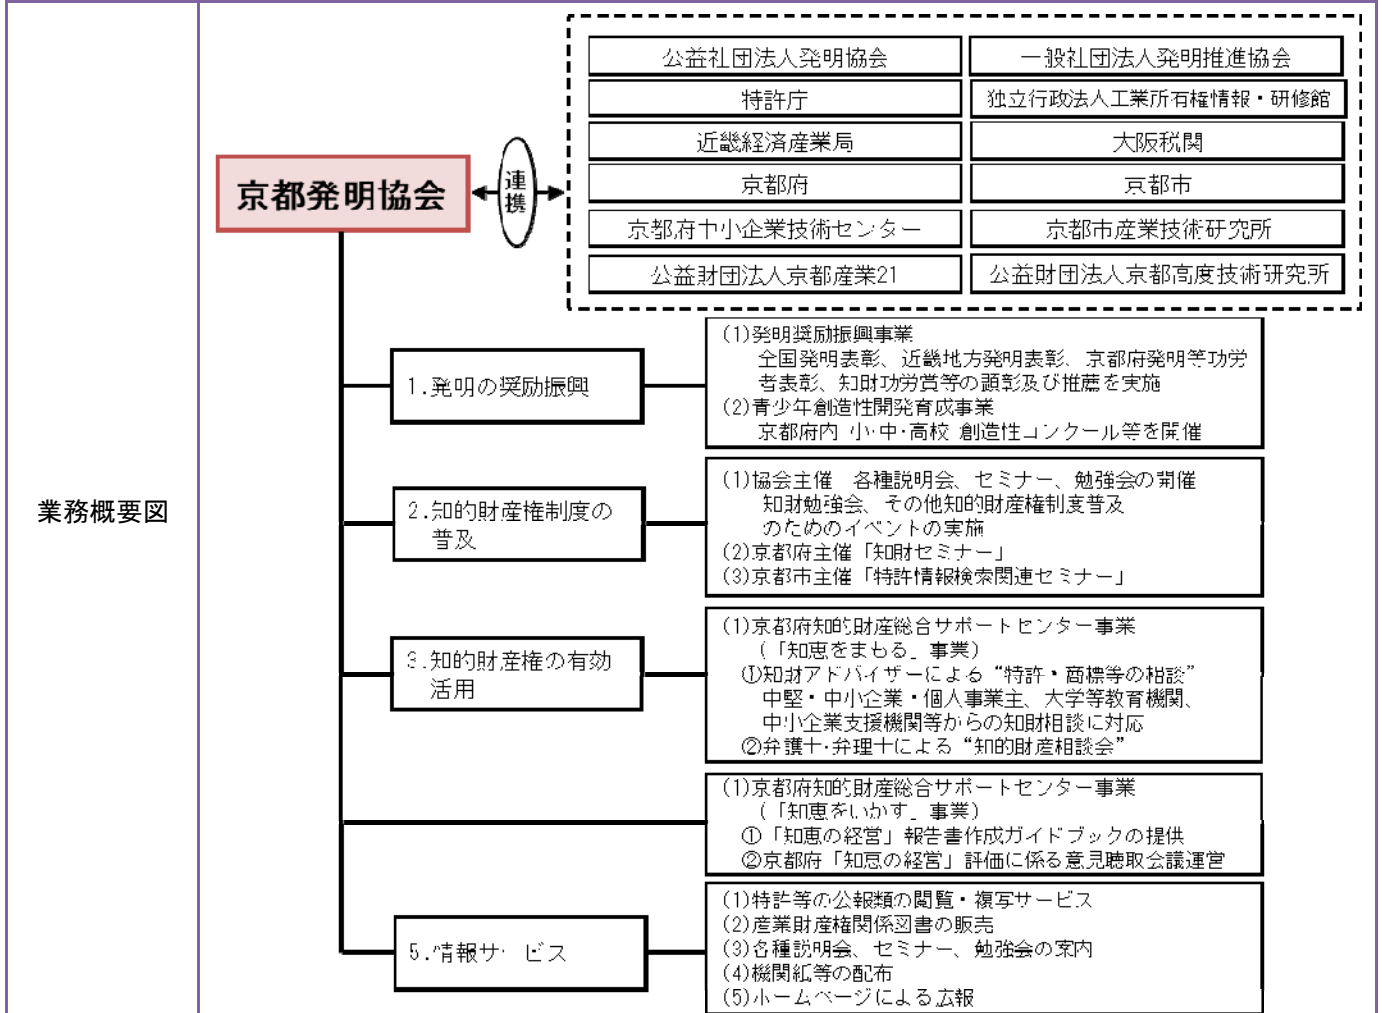 業務概要図
京都発明協会
連携
公益社団法人発明協会
一般社団法人発明推進協会
特許庁
独立行政法人工業所有権情報・研修館
近畿経済産業局
大阪税関
京都府
京都市
京都府中小企業技術センター
京都市産業技術研究所
公益財団法人京都産業21
公益財団法人京都高度技術研究所
1.発明の奨励振興
(1)発明奨励振興事業
全国発明表彰、近畿地方発明表彰、京都府発明等功労
者表彰、知財功労賞等の顕彰及び推薦を実施
(2)青少年創造性開発育成事業
京都府内 小・中・高校 創造性コンクール等を開催
2.知的財産権制度の
普及
(1)協会主催 各種説明会、セミナー、勉強会の開催
知財勉強会、その他知的財産権制度普及
のためのイベントの実施
(2)京都府主催「知財セミナー」
(3)京都市主催「特許情報検索関連セミナー」
3.知的財産権の有効
活用
(1)京都府知的財産総合サポートセンター事業
(「知恵をまもる」事業)
①知財アドバイザーによる“特許・商標等の相談”
中堅・中小企業・個人事業主、大学等教育機関、
中小企業支援機関等からの知財相談に対応
②弁護士・弁理士による“知的財産相談会”
(1)京都府知的財産総合サポートセンター事業
(「知恵をいかす」事業)
①「知恵の経営」報告書作成ガイドブックの提供
②京都府「知恵の経営」評価に係る意見聴取会議運営
5.情報サービス
(1)特許等の公報類の閲覧・複写サービス
(2)産業財産権関係図書の販売
(3)各種説明会、セミナー、勉強会の案内
(4)機関紙等の配布
(5)ホームページによる広報